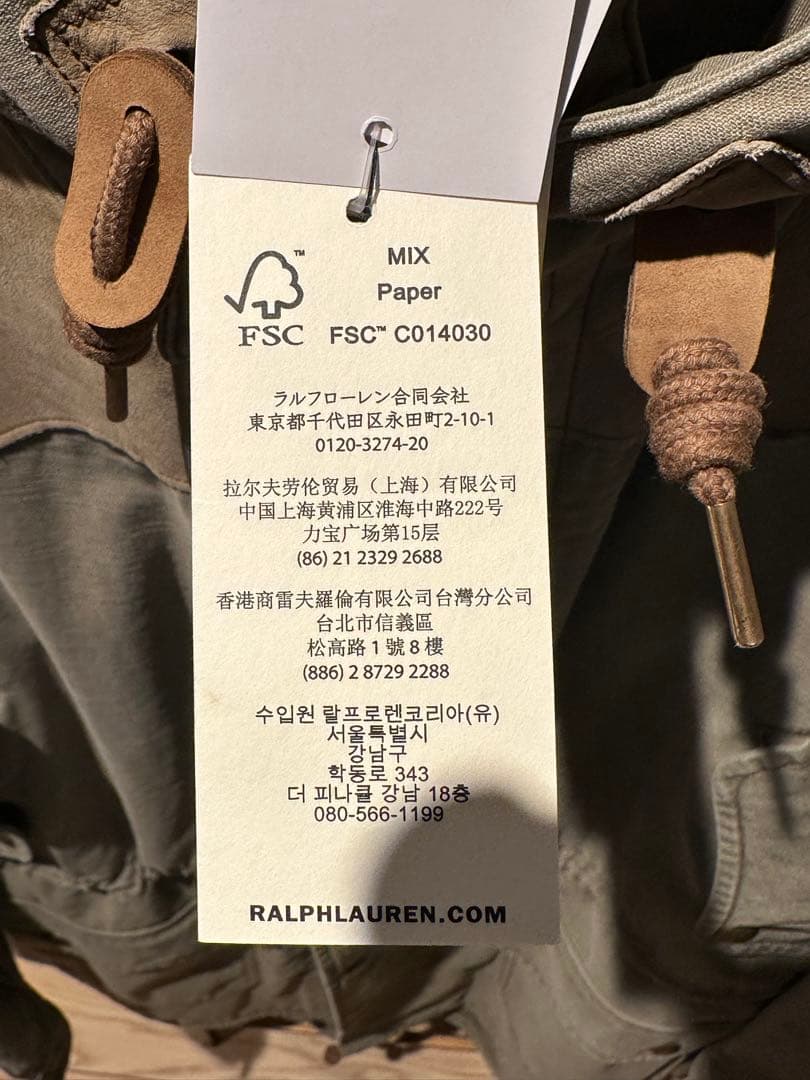 MIX
Paper
FSC™ C014030
™
FSC
ラルフローレン合同会社
東京都千代田区永田町2-10-1
0120-3274-20
拉尔夫劳伦贸易（上海）有限公司
中国上海黄浦区淮海中路222号
力宝广场第15层
(86) 21 2329 2688
香港商雷夫羅倫有限公司台灣分公司
台北市信義區
松高路 1 號 8 樓
(886) 2 8729 2288
수입원 랄프로렌코리아(유)
서울특별시
강남구
학동로 343
더 피나클 강남 18층
080-566-1199
RALPHLAUREN.COM